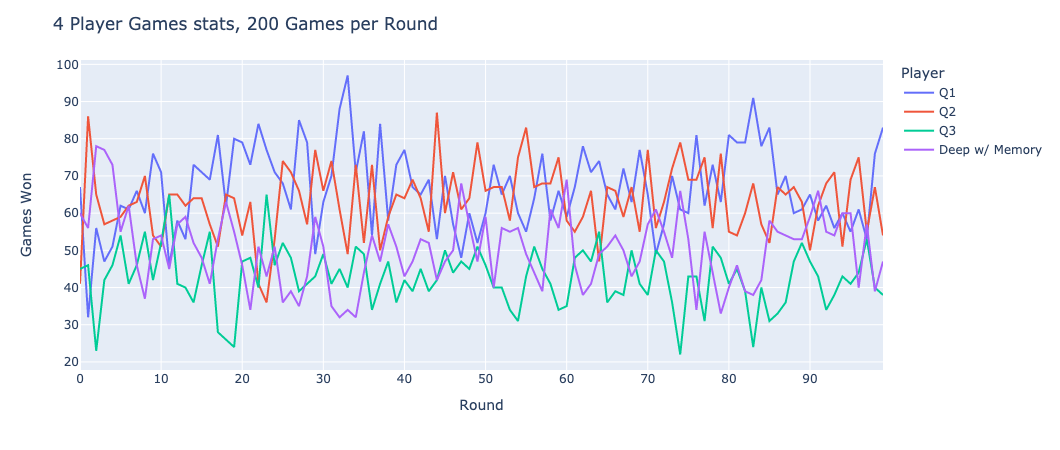 4 Player Games stats, 200 Games per Round
100
90
80
70
60
50
40
30
20
0 10 20 30 40 50 60 70 80 90
Games Won
Round
Player
Q1
Q2
Q3
Deep w/ Memory